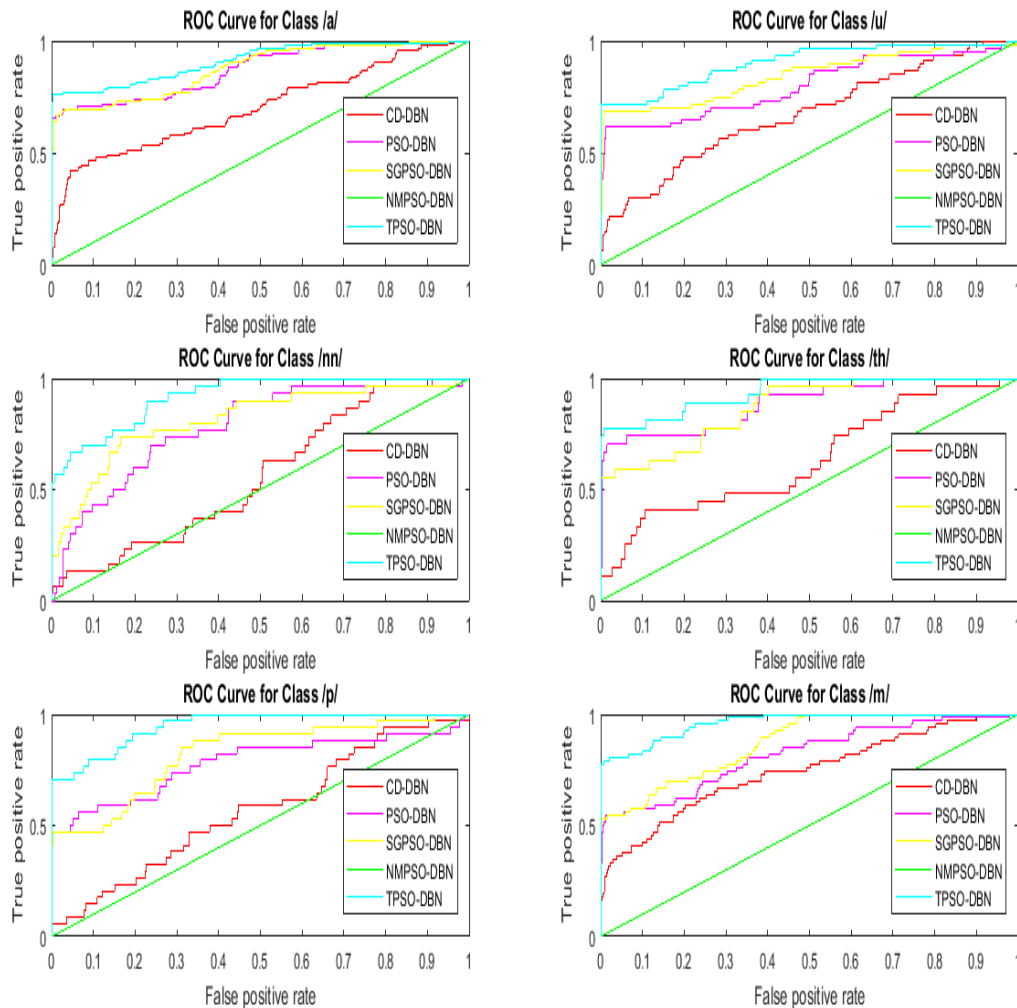 ROC Curve for Class /a/
True positive rate
1
0.5
0
0 0.1 0.2 0.3 0.4 0.5 0.6 0.7 0.8 0.9 1
False positive rate
CD-DBN
PSO-DBN
SGPSO-DBN
NMPSO-DBN
TPSO-DBN
ROC Curve for Class /u/
True positive rate
1
0.5
0
0 0.1 0.2 0.3 0.4 0.5 0.6 0.7 0.8 0.9 1
False positive rate
CD-DBN
PSO-DBN
SGPSO-DBN
NMPSO-DBN
TPSO-DBN
ROC Curve for Class /nn/
True positive rate
1
0.5
0
0 0.1 0.2 0.3 0.4 0.5 0.6 0.7 0.8 0.9 1
False positive rate
CD-DBN
PSO-DBN
SGPSO-DBN
NMPSO-DBN
TPSO-DBN
ROC Curve for Class /th/
True positive rate
1
0.5
0
0 0.1 0.2 0.3 0.4 0.5 0.6 0.7 0.8 0.9 1
False positive rate
CD-DBN
PSO-DBN
SGPSO-DBN
NMPSO-DBN
TPSO-DBN
ROC Curve for Class /p/
True positive rate
1
0.5
0
0 0.1 0.2 0.3 0.4 0.5 0.6 0.7 0.8 0.9 1
False positive rate
CD-DBN
PSO-DBN
SGPSO-DBN
NMPSO-DBN
TPSO-DBN
ROC Curve for Class /m/
True positive rate
1
0.5
0
0 0.1 0.2 0.3 0.4 0.5 0.6 0.7 0.8 0.9 1
False positive rate
CD-DBN
PSO-DBN
SGPSO-DBN
NMPSO-DBN
TPSO-DBN